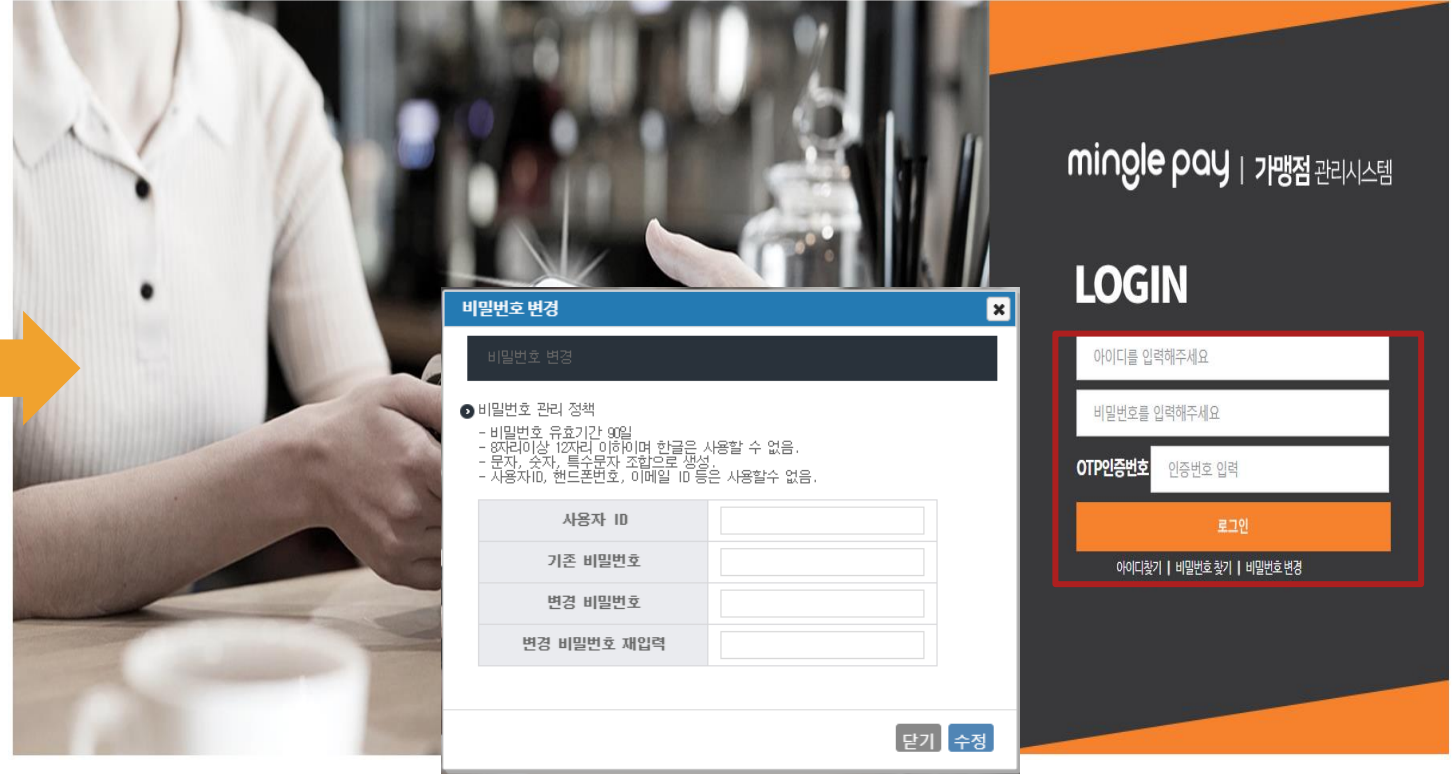 mingle pay | 가맹점 관리시스템
LOGIN
아이디를 입력해주세요
비밀번호를 입력해주세요
OTP인증번호 인증번호 입력
로그인
아이디찾기 | 비밀번호 찾기 | 비밀번호 변경
비밀번호 변경
비밀번호 변경
비밀번호 관리 정책
- 비밀번호 유효기간 90일
- 8자리이상 12자리 이하이며 한글은 사용할 수 없음.
- 문자, 숫자, 특수문자 조합으로 생성.
- 사용자ID, 핸드폰번호, 이메일 ID 등은 사용할수 없음.
사용자 ID
기존 비밀번호
변경 비밀번호
변경 비밀번호 재입력
닫기 수정